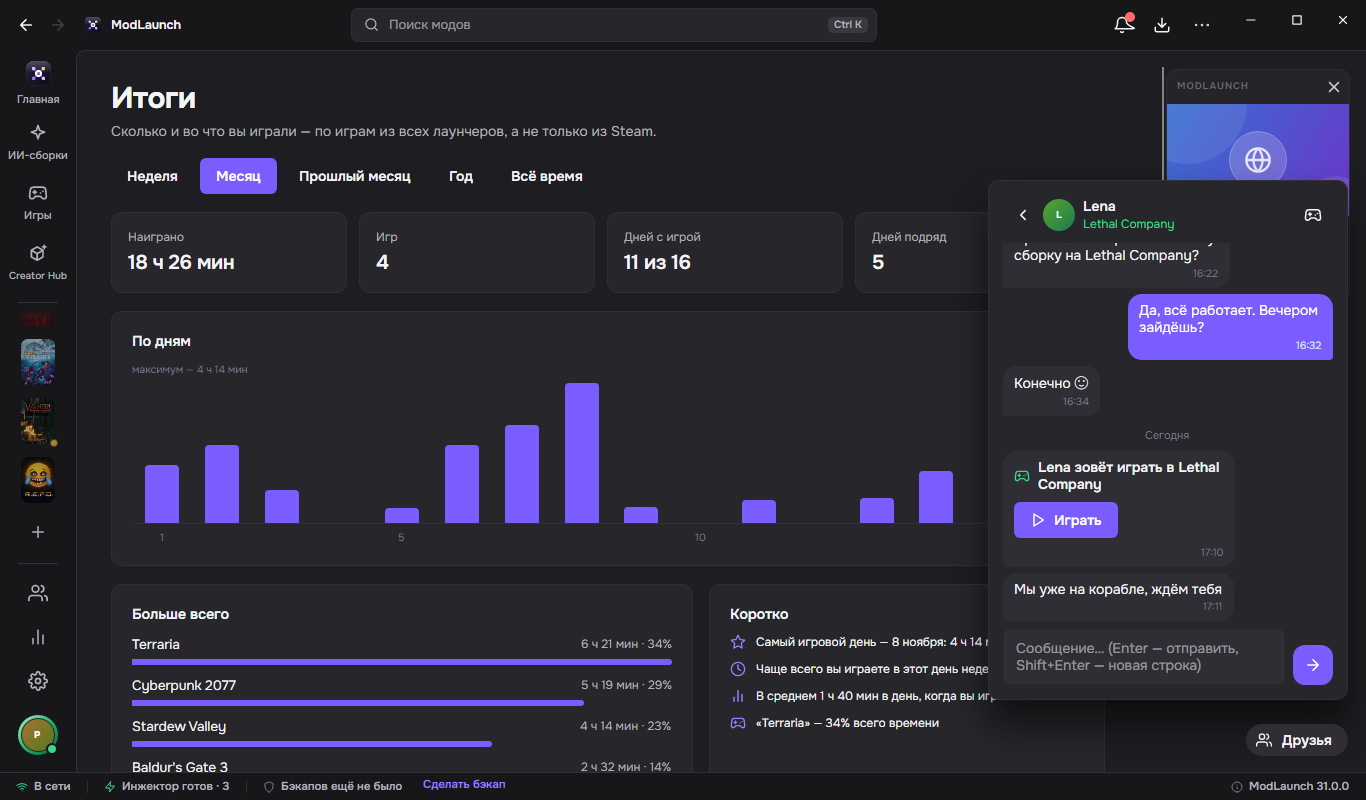 ModLaunch
Поиск модов
Ctrl K
Главная
ИИ-сборки
Игры
Creator Hub
R.E.P.O.
P
Итоги
Сколько и во что вы играли — по играм из всех лаунчеров, а не только из Steam.
Неделя
Месяц
Прошлый месяц
Год
Всё время
Наиграно
18 ч 26 мин
Игр
4
Дней с игрой
11 из 16
Дней подряд
5
По дням
максимум — 4 ч 14 мин
1
5
10
Больше всего
Terraria
6 ч 21 мин · 34%
Cyberpunk 2077
5 ч 19 мин · 29%
Stardew Valley
4 ч 14 мин · 23%
Baldur's Gate 3
2 ч 32 мин · 14%
Коротко
Самый игровой день — 8 ноября: 4 ч 14
Чаще всего вы играете в этот день
В среднем 1 ч 40 мин в день, когда вы
«Terraria» — 34% всего времени
MODLAUNCH
L
Lena
Lethal Company
сборку на Lethal Company?
16:22
Да, всё работает. Вечером
зайдёшь?
16:32
Конечно 🙂
16:34
Сегодня
Lena зовёт играть в Lethal
Company
Играть
17:10
Мы уже на корабле, ждём тебя
17:11
Сообщение... (Enter — отправить,
Shift+Enter — новая строка)
Друзья
В сети
Инжектор готов · 3
Бэкапов ещё не было
Сделать бэкап
ModLaunch 31.0.0